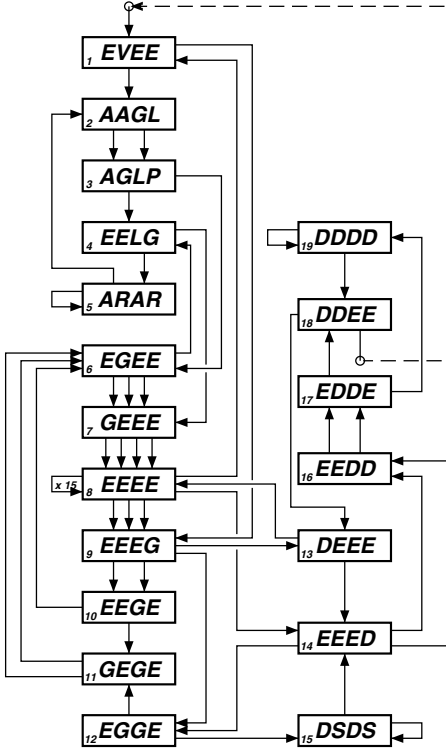 1 EVEE
2 AAGL
3 AGLP
4 EELG
5 ARAR
6 EGEE
7 GEEE
x 15
8 EEEE
9 EEEG
10 EEGE
11 GEGE
12 EGGE
19 DDDD
18 DDEE
17 EDDE
16 EEDD
13 DEEE
14 EEED
15 DSDS